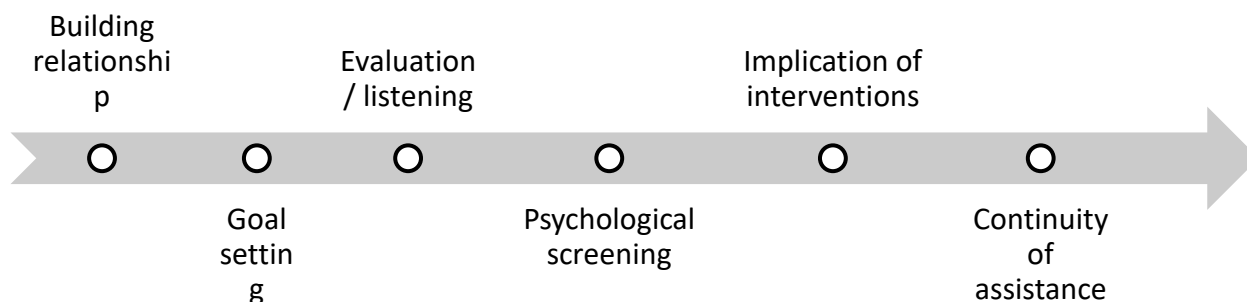 Building
relationshi
p
Goal
settin
g
Evaluation
/ listening
Psychological
screening
Implication of
interventions
Continuity
of
assistance